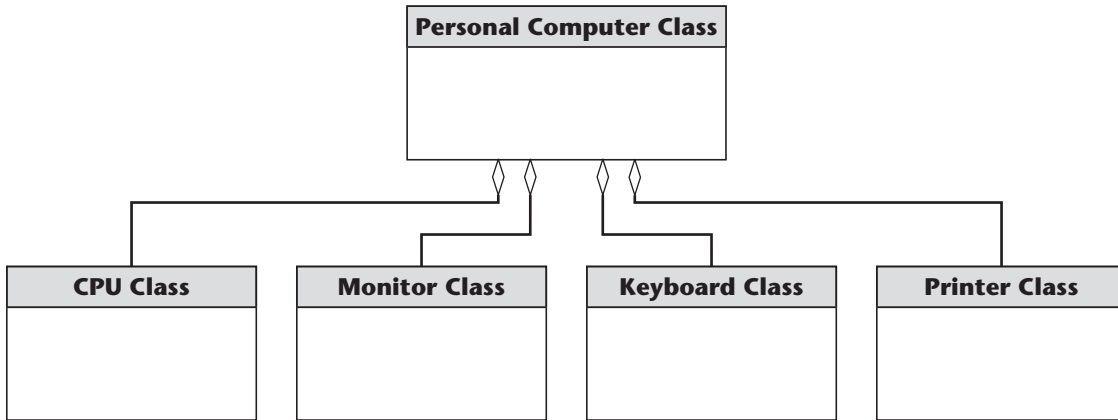 Personal Computer Class
CPU Class
Monitor Class
Keyboard Class
Printer Class